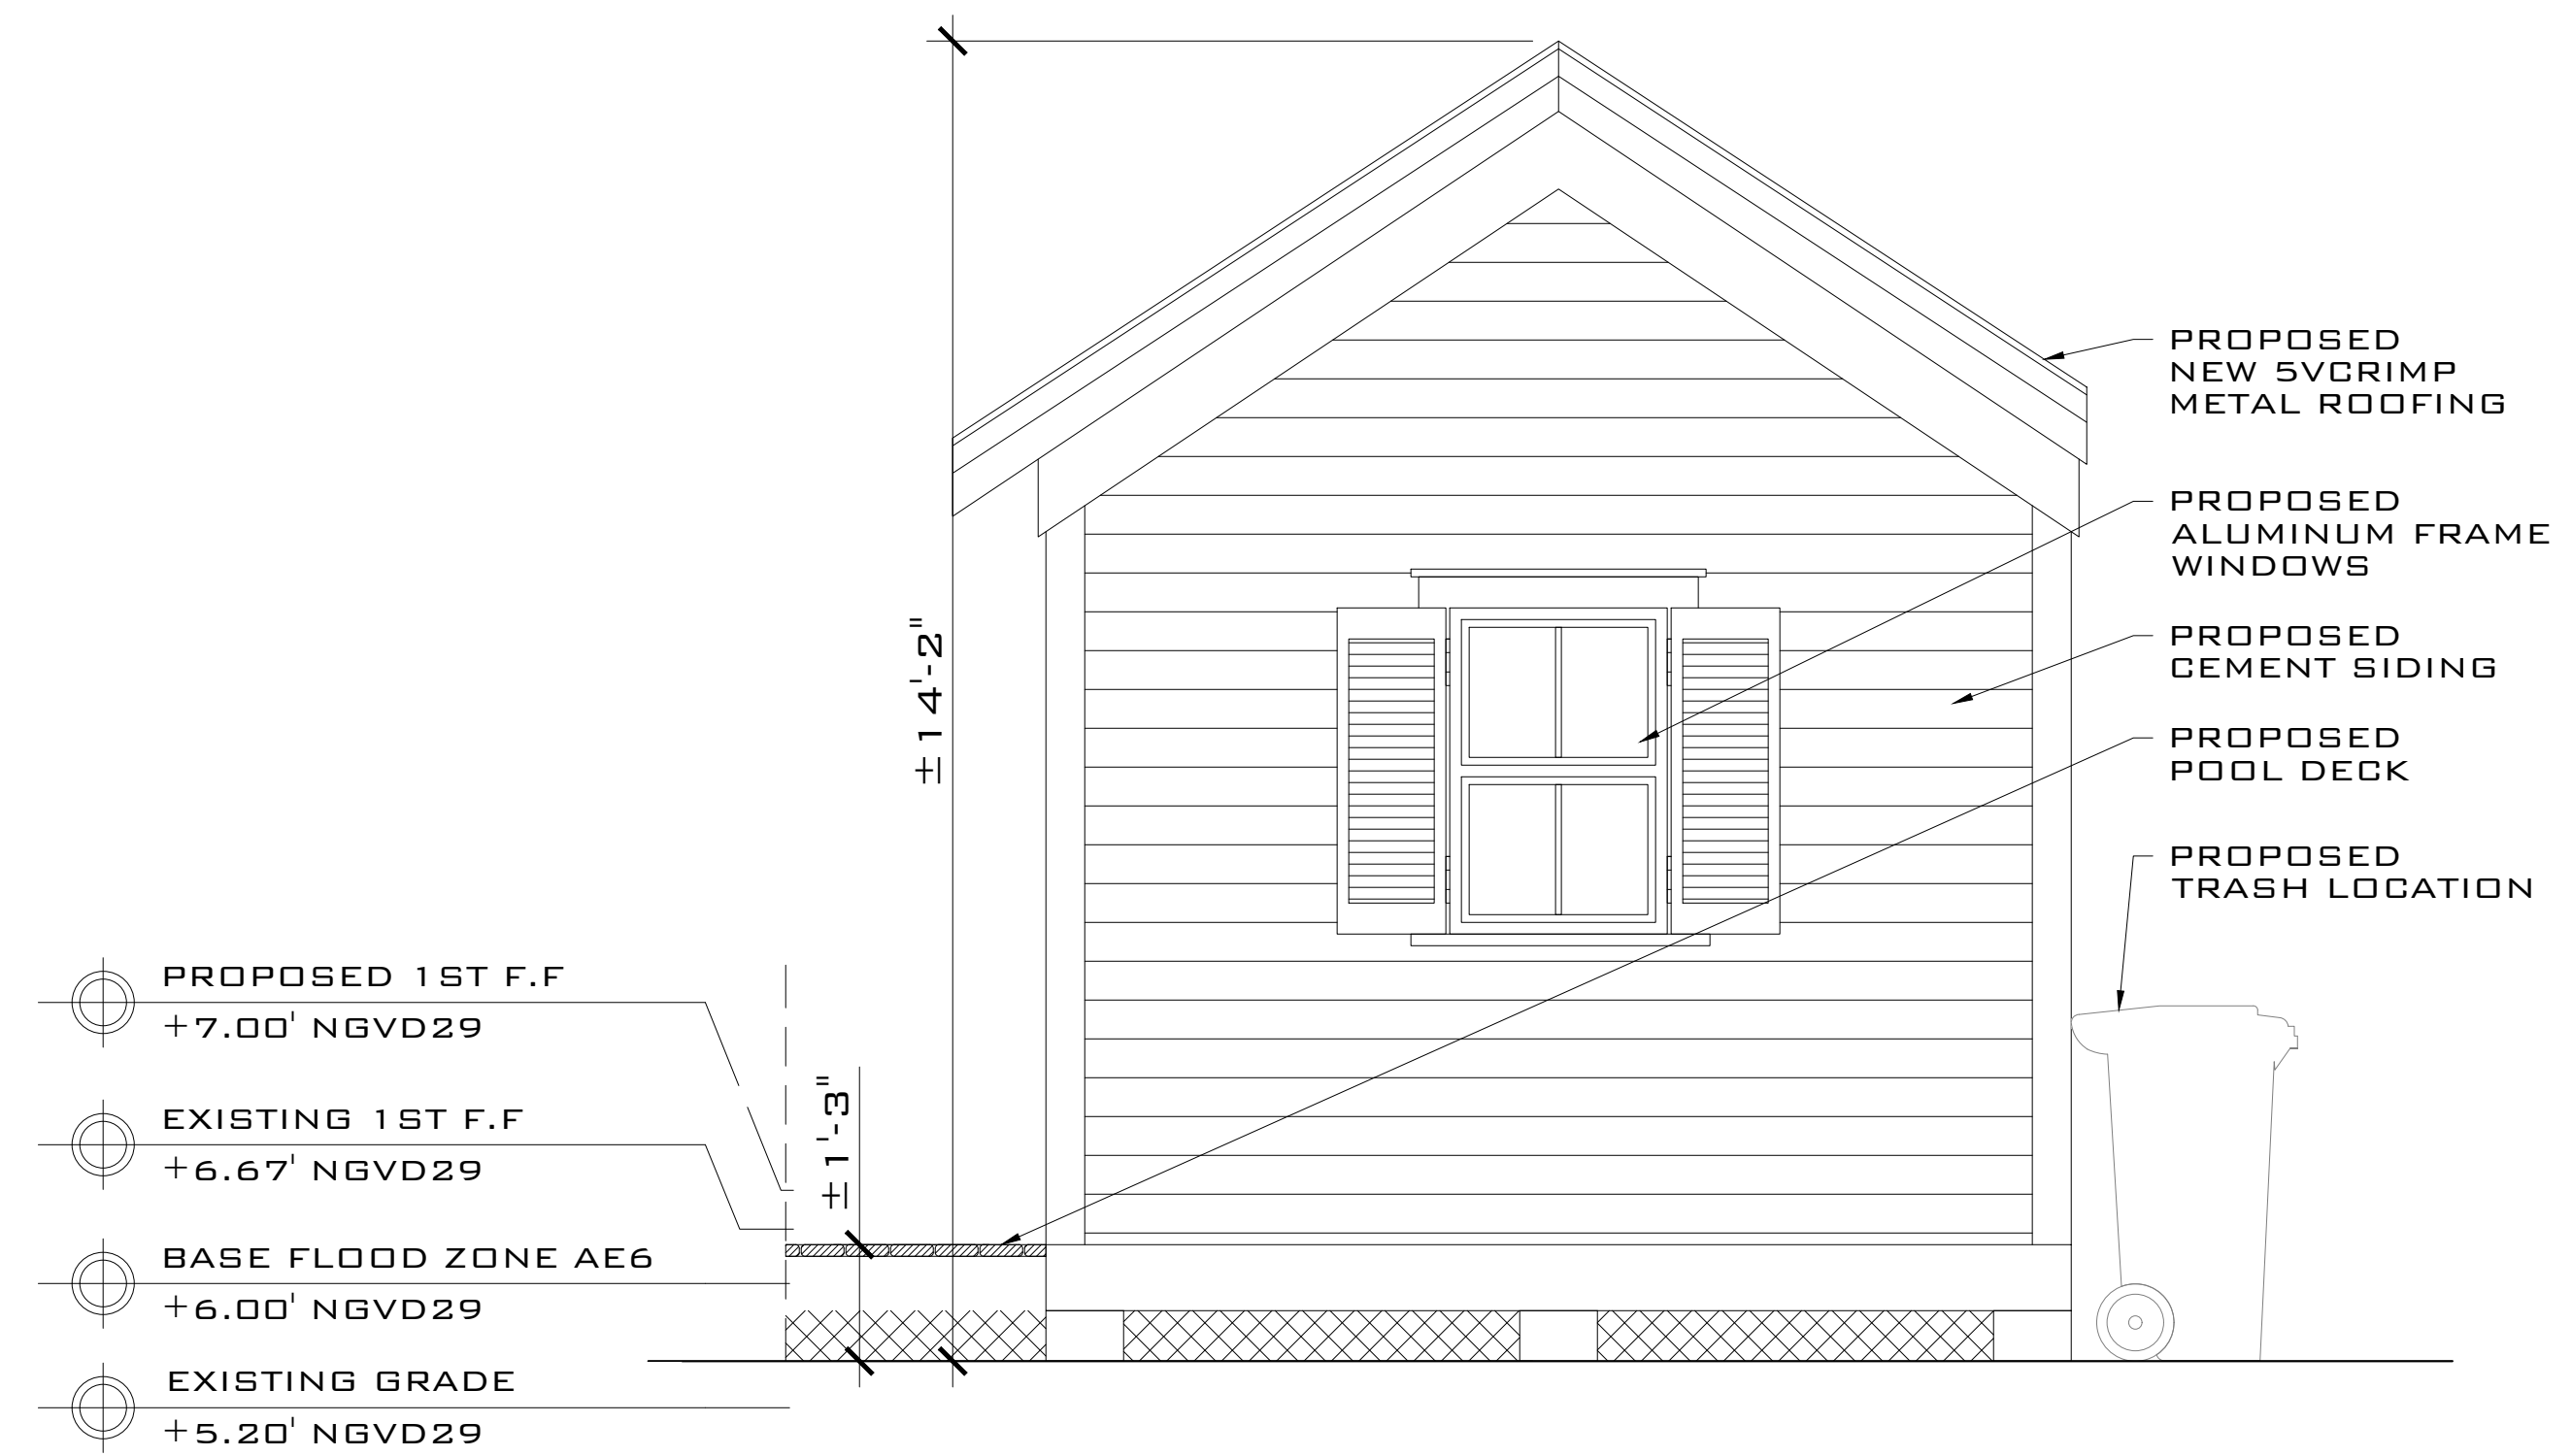 PROPOSED
NEW 5VCRIMP
METAL ROOFING
PROPOSED
ALUMINUM FRAME
WINDOWS
PROPOSED
CEMENT SIDING
PROPOSED
POOL DECK
PROPOSED
TRASH LOCATION
±14'-2"
±1'-3"
PROPOSED 1ST F.F
+7.00' NGVD29
EXISTING 1ST F.F
+6.67' NGVD29
BASE FLOOD ZONE AE6
+6.00' NGVD29
EXISTING GRADE
+5.20' NGVD29